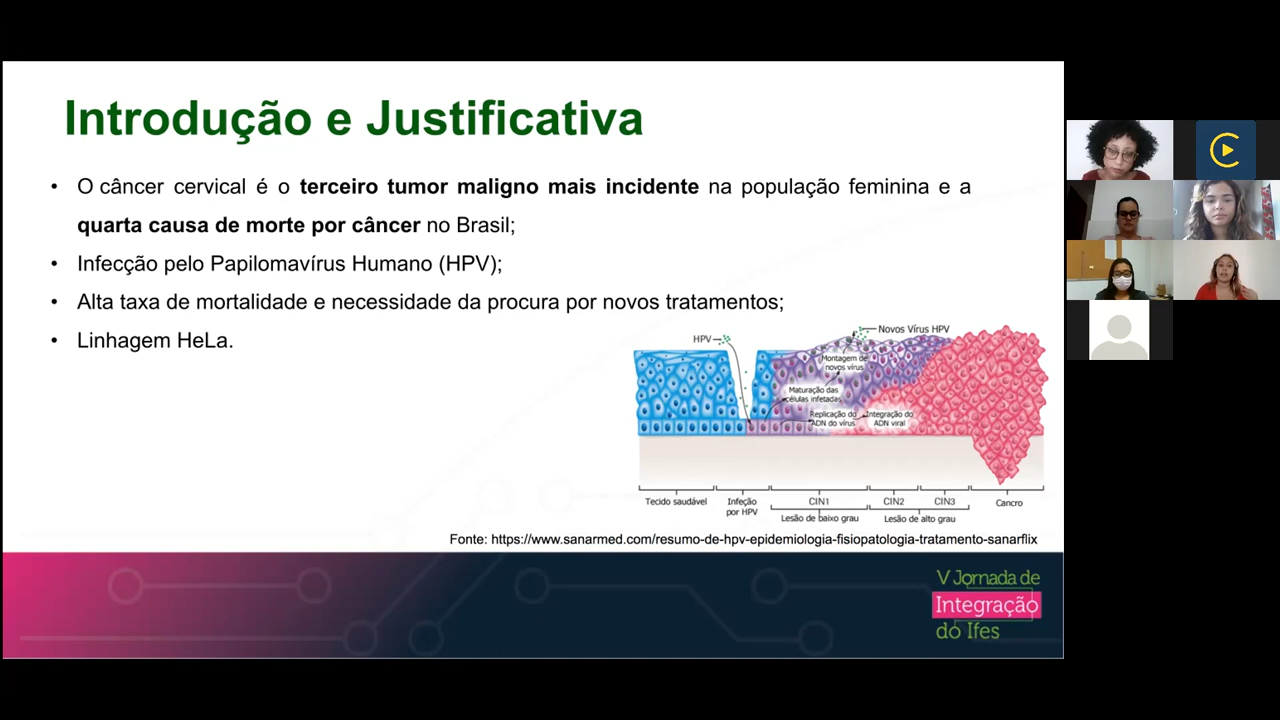 Introdução e Justificativa
• O câncer cervical é o terceiro tumor maligno mais incidente na população feminina e a
quarta causa de morte por câncer no Brasil;
• Infecção pelo Papilomavírus Humano (HPV);
• Alta taxa de mortalidade e necessidade da procura por novos tratamentos;
• Linhagem HeLa.
HPV
Novos Vírus HPV
Montagem de
novos vírus
Maturação das
células infetadas
Replicação do
ADN do vírus
Integração do
ADN viral
Tecido saudável
Infeção
por HPV
CIN1
CIN2
CIN3
Cancro
Lesão de baixo grau
Lesão de alto grau
Fonte: https://www.sanarmed.com/resumo-de-hpv-epidemiologia-fisiopatologia-tratamento-sanarflix
V Jornada de
Integração
do Ifes